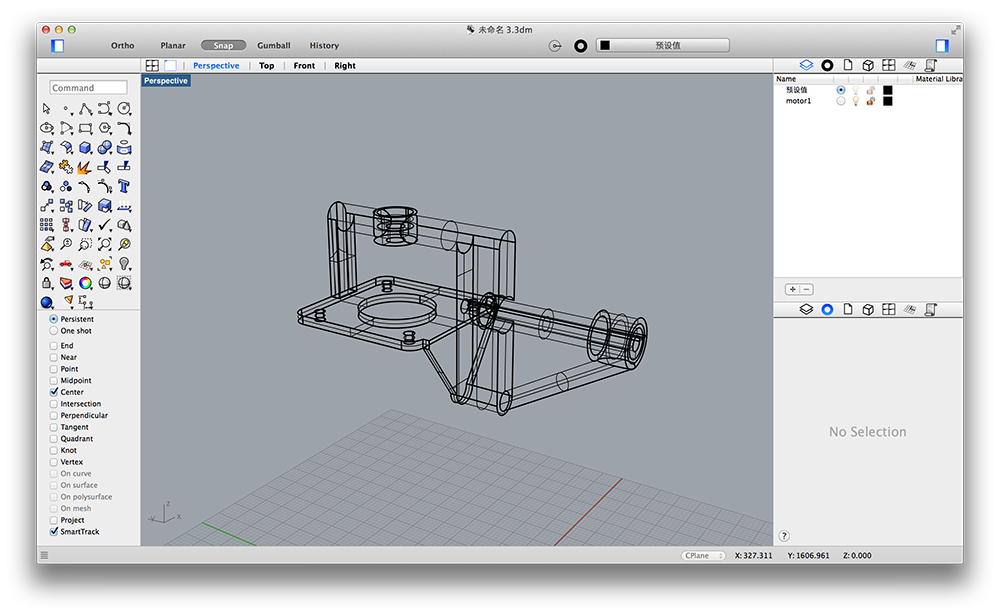 未命名 3.3dm
Ortho Planar Snap Gumball History 预设值
Perspective Top Front Right
Perspective
Command
Name Material Libra
预设值
motor1
Persistent
One shot
End
Near
Point
Midpoint
Center
Intersection
Perpendicular
Tangent
Quadrant
Knot
Vertex
On curve
On surface
On polysurface
On mesh
Project
SmartTrack
No Selection
z
y x
CPlane X: 327.311 Y: 1606.961 Z: 0.000